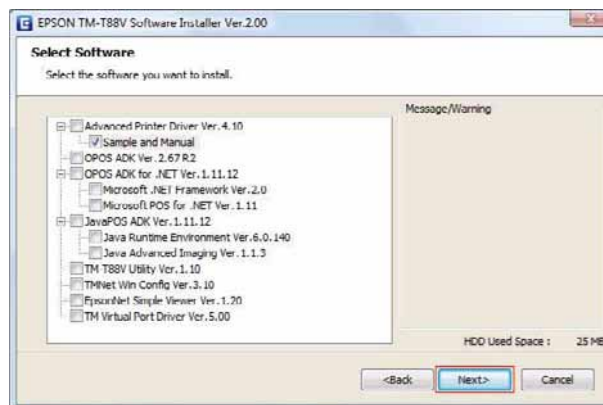 EPSON TM-T88V Software Installer Ver.2.00
Select Software
Select the software you want to install.
Message/Warning
Advanced Printer Driver Ver.4.10
Sample and Manual
OPOS ADK Ver.2.67 R2
OPOS ADK for .NET Ver.1.11.12
Microsoft .NET Framework Ver.2.0
Microsoft POS for .NET Ver.1.11
JavaPOS ADK Ver.1.11.12
Java Runtime Environment Ver.6.0.140
Java Advanced Imaging Ver.1.1.3
TM-T88V Utility Ver.1.10
TMNet Win Config Ver.3.10
EpsonNet Simple Viewer Ver.1.20
TM Virtual Port Driver Ver.5.00
HDD Used Space : 25 MB
<Back Next> Cancel